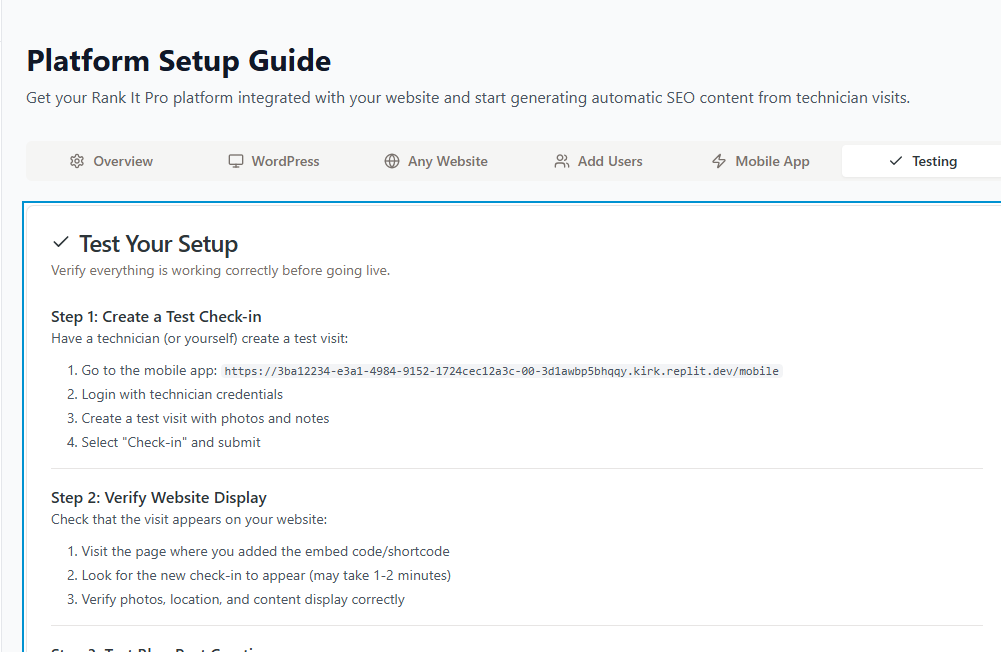 Platform Setup Guide
Get your Rank It Pro platform integrated with your website and start generating automatic SEO content from technician visits.
Overview
WordPress
Any Website
Add Users
Mobile App
Testing
Test Your Setup
Verify everything is working correctly before going live.
Step 1: Create a Test Check-in
Have a technician (or yourself) create a test visit:
1. Go to the mobile app: https://3ba12234-e3a1-4984-9152-1724cec12a3c-00-3d1awbp5bhqqy.kirk.replit.dev/mobile
2. Login with technician credentials
3. Create a test visit with photos and notes
4. Select "Check-in" and submit
Step 2: Verify Website Display
Check that the visit appears on your website:
1. Visit the page where you added the embed code/shortcode
2. Look for the new check-in to appear (may take 1-2 minutes)
3. Verify photos, location, and content display correctly